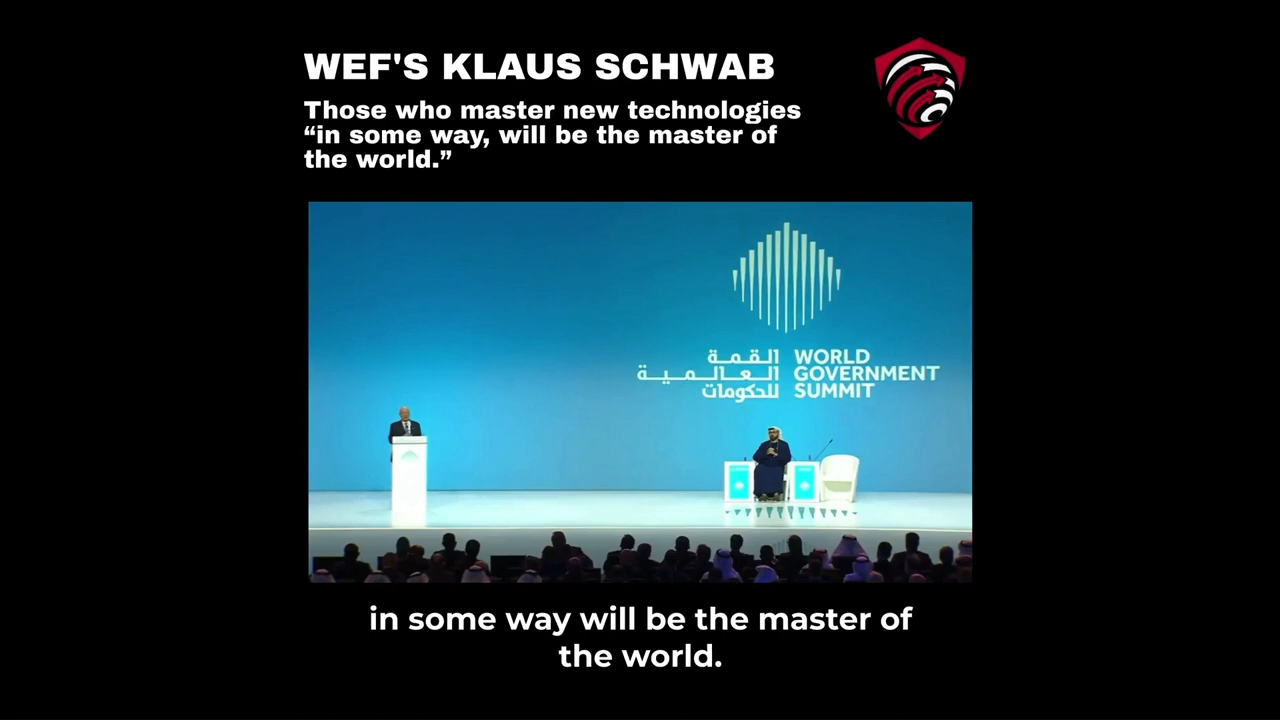 WEF'S KLAUS SCHWAB
Those who master new technologies
“in some way, will be the master of
the world.”
القمة
العالمية
للحكومات
WORLD
GOVERNMENT
SUMMIT
in some way will be the master of
the world.